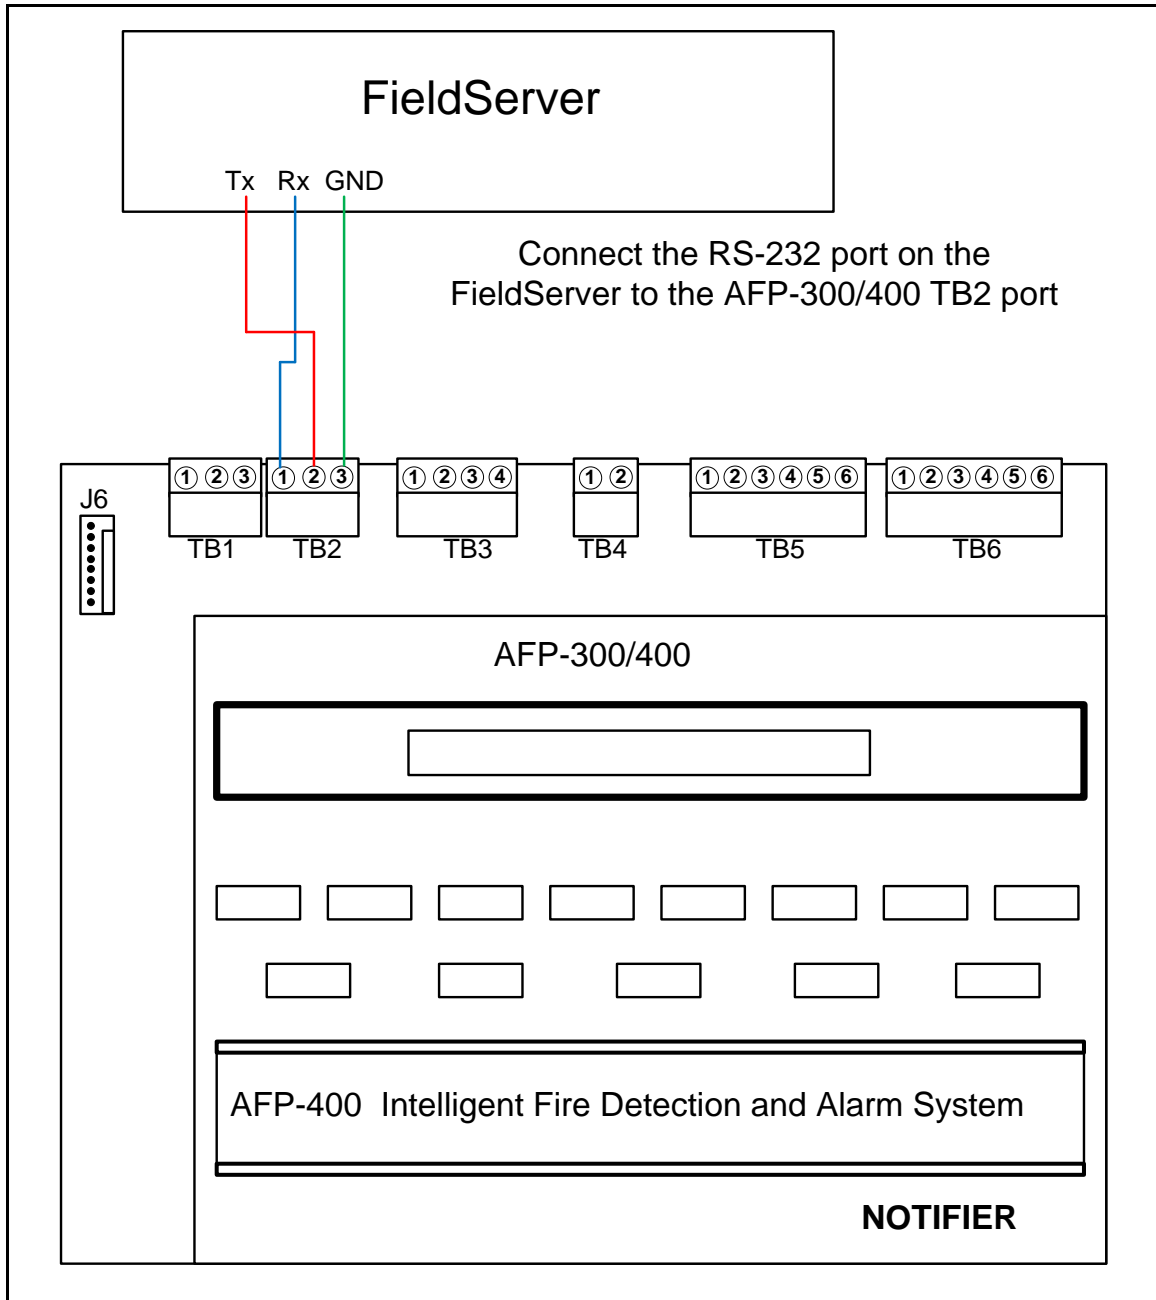 FieldServer
Tx Rx GND
Connect the RS-232 port on the
FieldServer to the AFP-300/400 TB2 port
J6
1 2 3 1 2 3 1 2 3 4 1 2 1 2 3 4 5 6 1 2 3 4 5 6
TB1 TB2 TB3 TB4 TB5 TB6
AFP-300/400
AFP-400 Intelligent Fire Detection and Alarm System
NOTIFIER